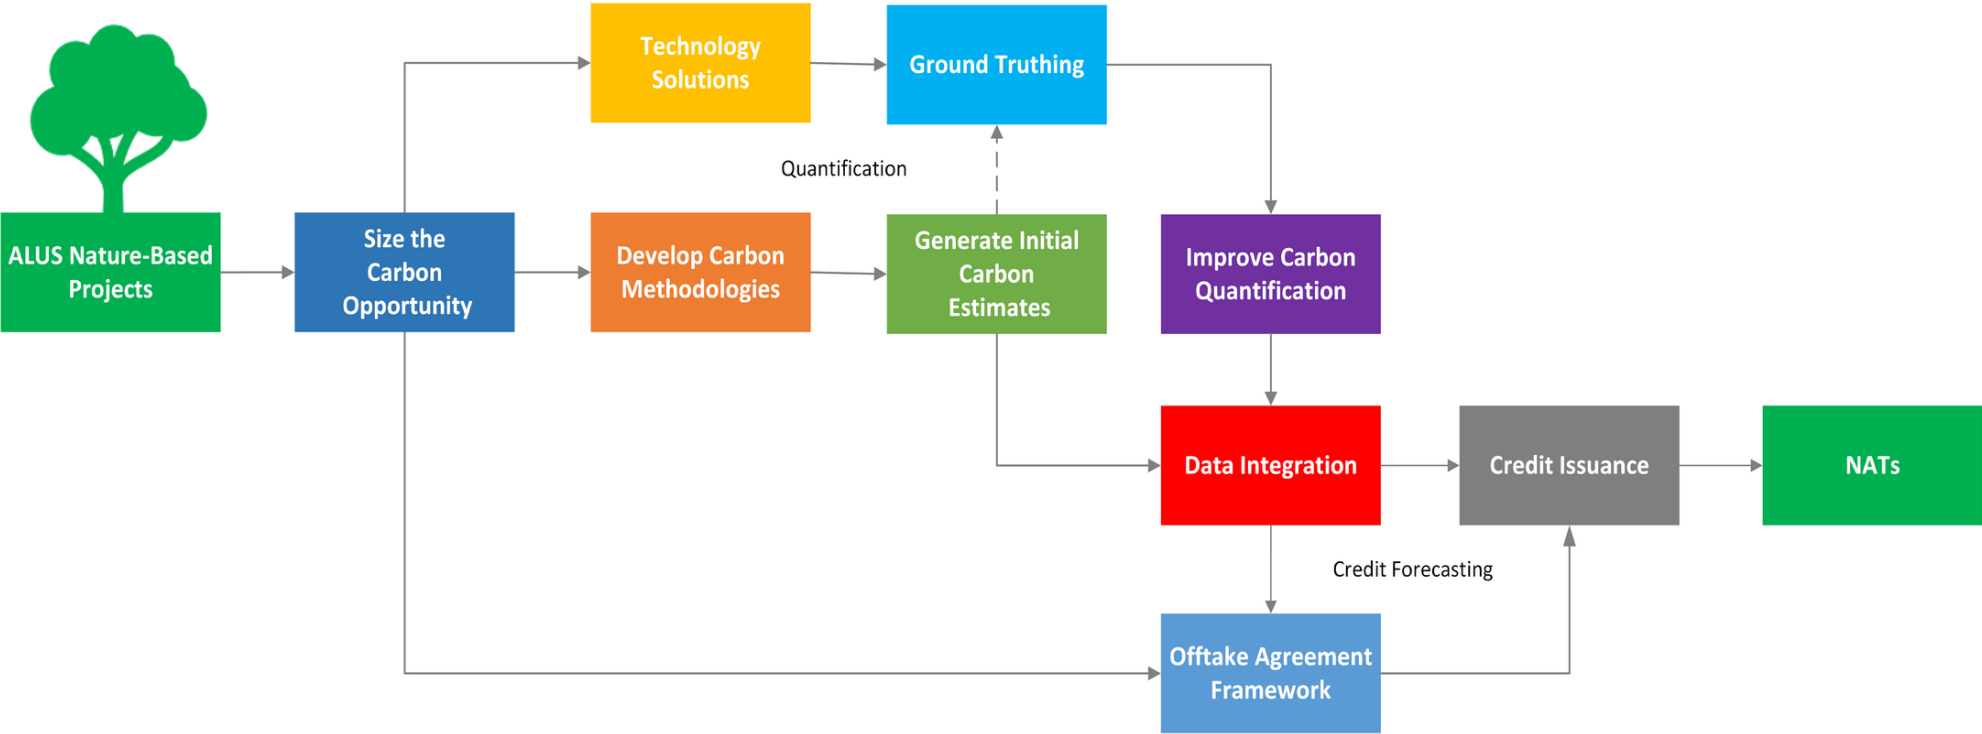 Technology
Solutions
Ground Truthing
Quantification
ALUS Nature-Based
Projects
Size the
Carbon
Opportunity
Develop Carbon
Methodologies
Generate Initial
Carbon
Estimates
Improve Carbon
Quantification
Data Integration
Credit Issuance
NATs
Credit Forecasting
Offtake Agreement
Framework